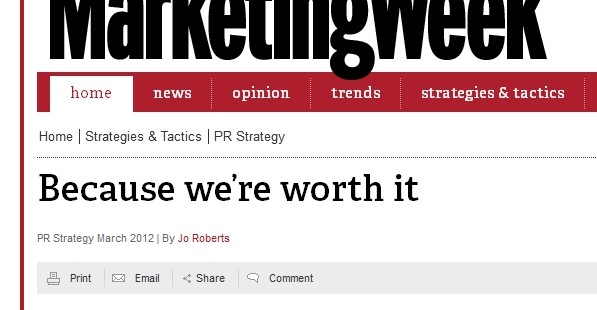 MarketingWeek
home news opinion trends strategies & tactics
Home | Strategies & Tactics | PR Strategy
Because we're worth it
PR Strategy March 2012 | By Jo Roberts
Print Email Share Comment